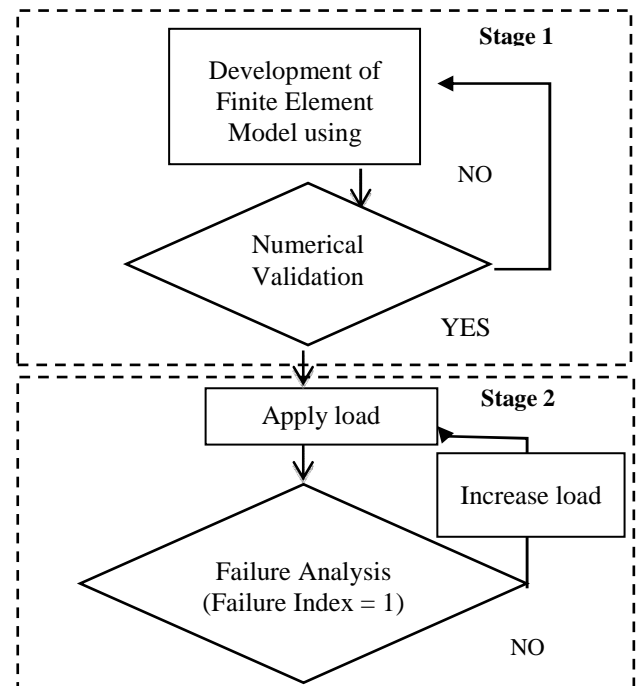 Stage 1
Development of
Finite Element
Model using
NO
Numerical
Validation
YES
Stage 2
Apply load
Increase load
Failure Analysis
(Failure Index = 1)
NO